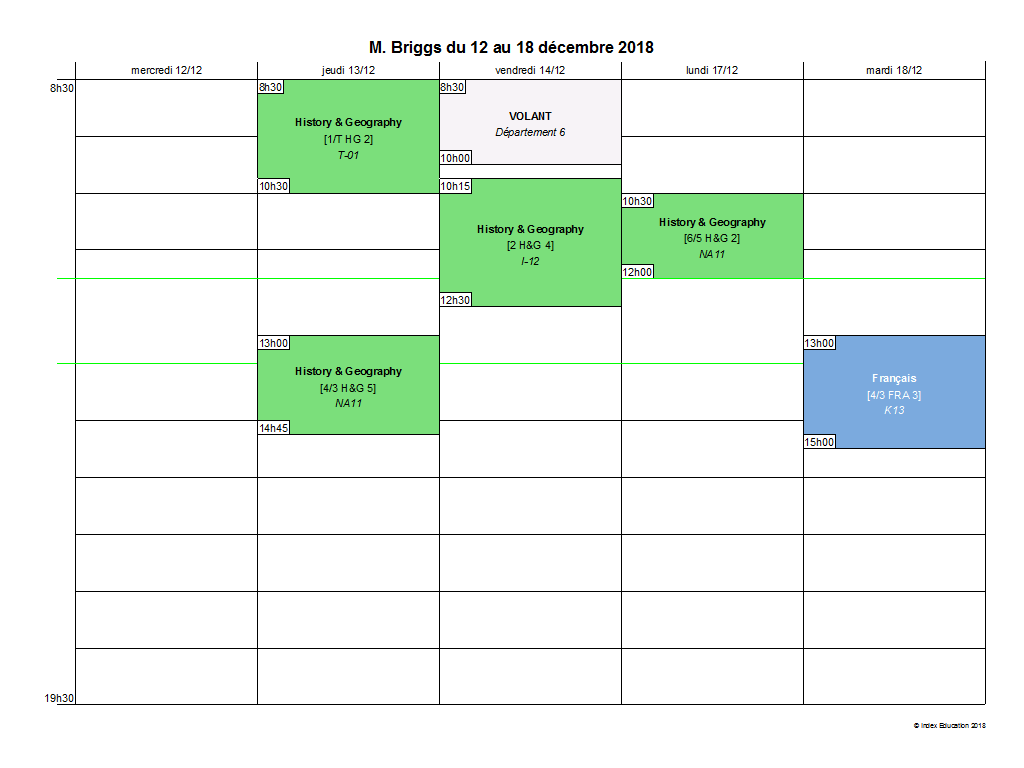 M. Briggs du 12 au 18 décembre 2018
mercredi 12/12
jeudi 13/12
vendredi 14/12
lundi 17/12
mardi 18/12
8h30
8h30
History & Geography
[1/T HG 2]
T-01
10h30
8h30
VOLANT
Département 6
10h00
10h15
History & Geography
[2 H&G 4]
I-12
12h30
10h30
History & Geography
[6/5 H&G 2]
NA11
12h00
13h00
History & Geography
[4/3 H&G 5]
NA11
14h45
13h00
Français
[4/3 FRA 3]
K13
15h00
19h30
© Index Education 2018